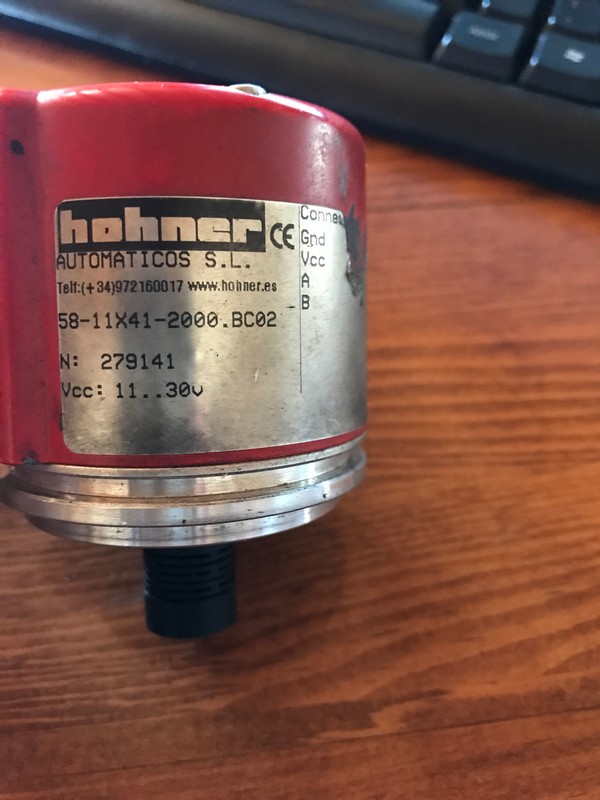 hohner CE
AUTOMATICOS S.L.
Telf:(+34)972160017 www.hohner.es
58-11X41-2000.BC02
N: 279141
Vcc: 11..30v
Gnd
Vcc
A
B